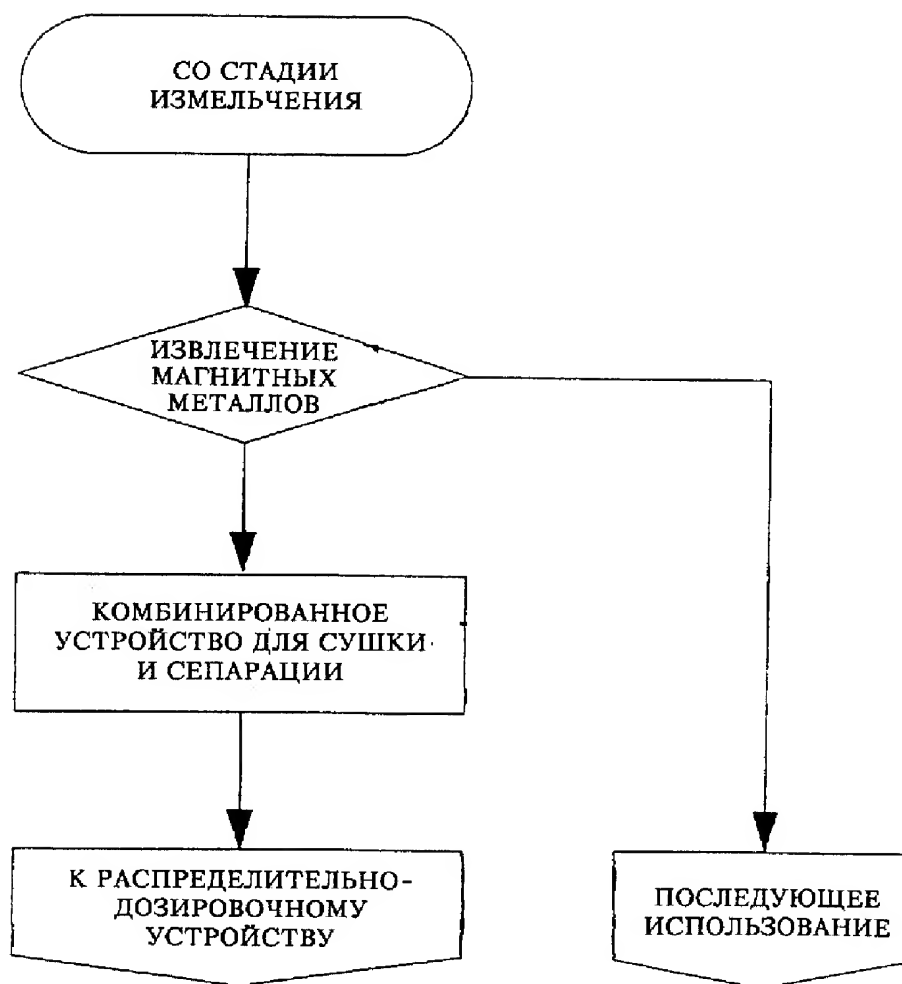 СО СТАДИИ
ИЗМЕЛЬЧЕНИЯ
ИЗВЛЕЧЕНИЕ
МАГНИТНЫХ
МЕТАЛЛОВ
КОМБИНИРОВАННОЕ
УСТРОЙСТВО ДЛЯ СУШКИ
И СЕПАРАЦИИ
К РАСПРЕДЕЛИТЕЛЬНО-
ДОЗИРОВОЧНОМУ
УСТРОЙСТВУ
ПОСЛЕДУЮЩЕЕ
ИСПОЛЬЗОВАНИЕ